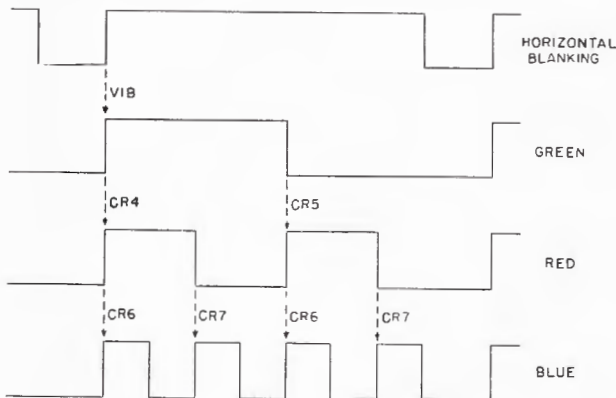 HORIZONTAL
BLANKING
V1B
GREEN
CR4
CR5
RED
CR6
CR7
CR6
CR7
BLUE